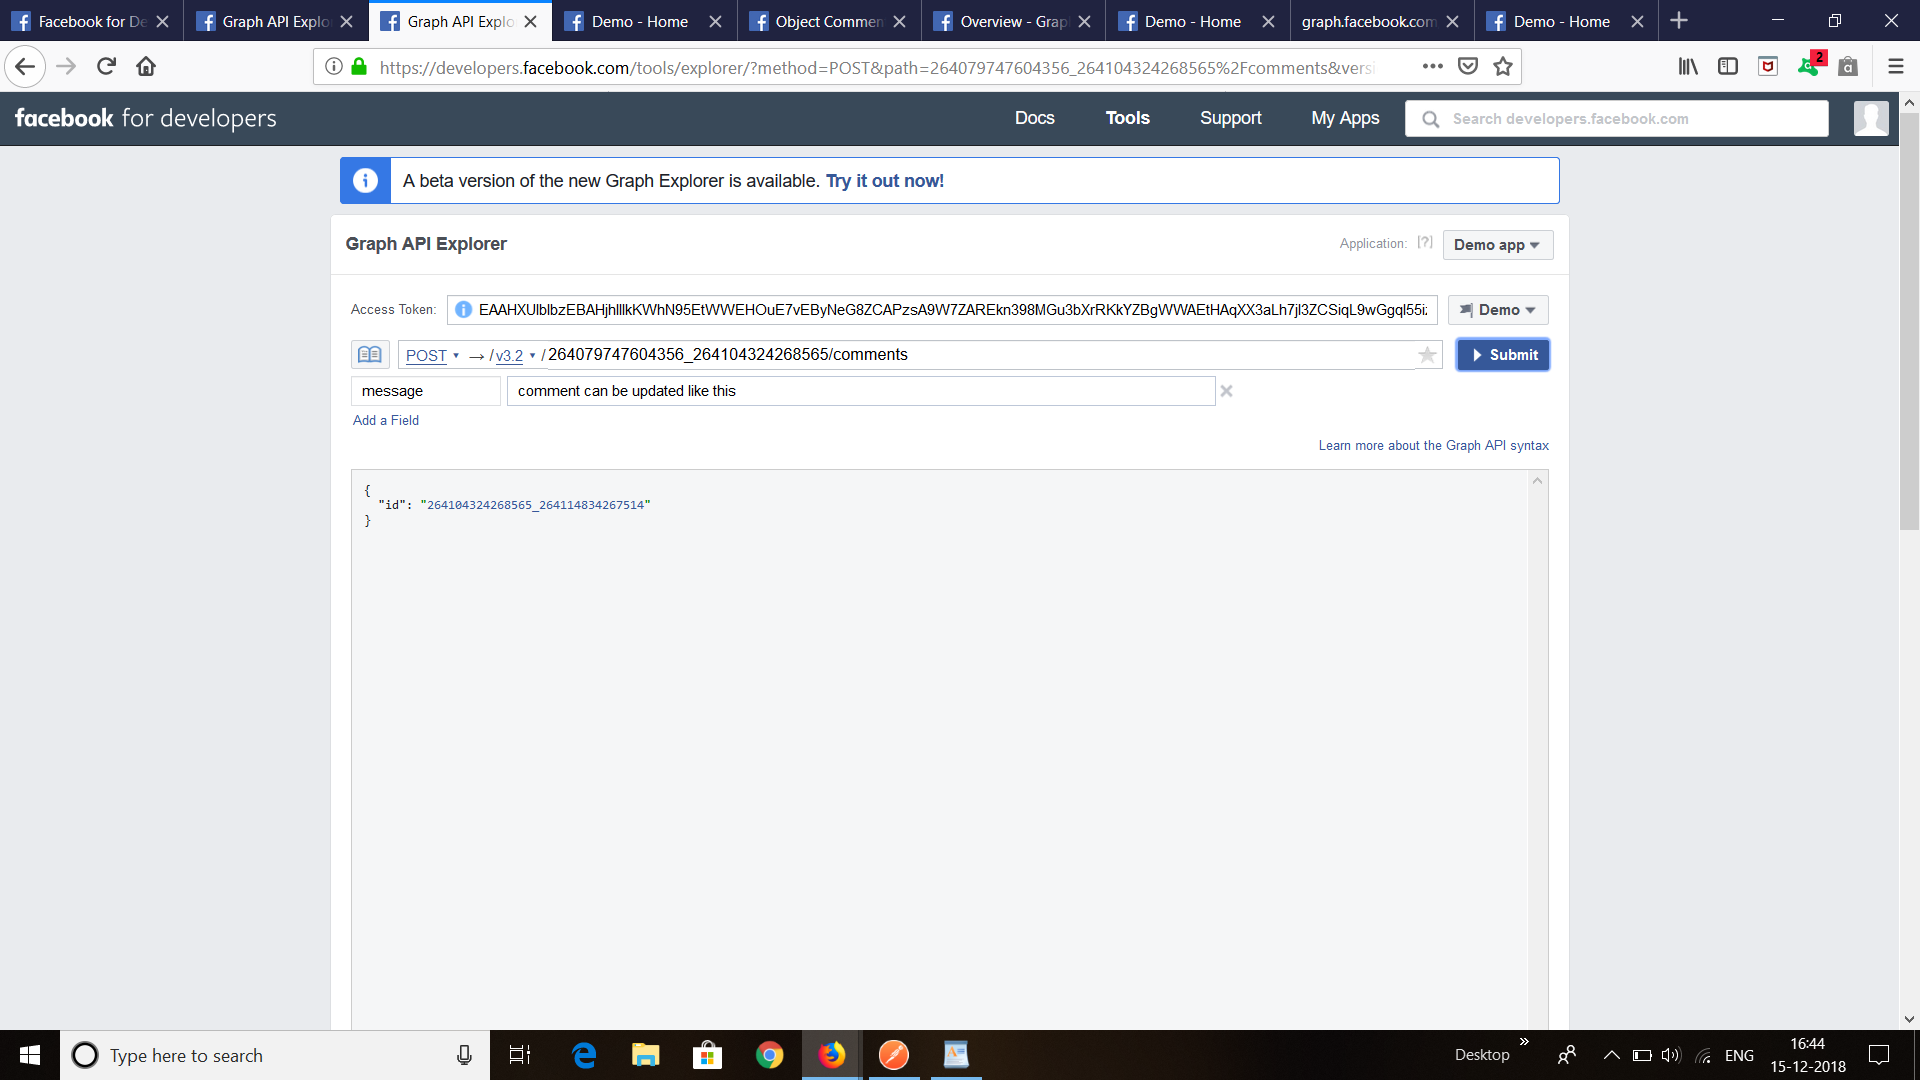 Facebook for De
Graph API Explo
Graph API Explo
Demo - Home
Object Commen
Overview - Grap
Demo - Home
graph.facebook.com
Demo - Home
https://developers.facebook.com/tools/explorer/?method=POST&path=264079747604356_264104324268565%2Fcomments&versi
2
facebook for developers
Docs
Tools
Support
My Apps
Search developers.facebook.com
A beta version of the new Graph Explorer is available. Try it out now!
Graph API Explorer
Application: [?]
Demo app
Access Token:
Demo
POST → / v3.2 / 264079747604356_264104324268565/comments
Submit
message
comment can be updated like this
Add a Field
Learn more about the Graph API syntax
{
"id": "264104324268565_264114834267514"
}
Type here to search
Desktop
ENG
16:44
15-12-2018